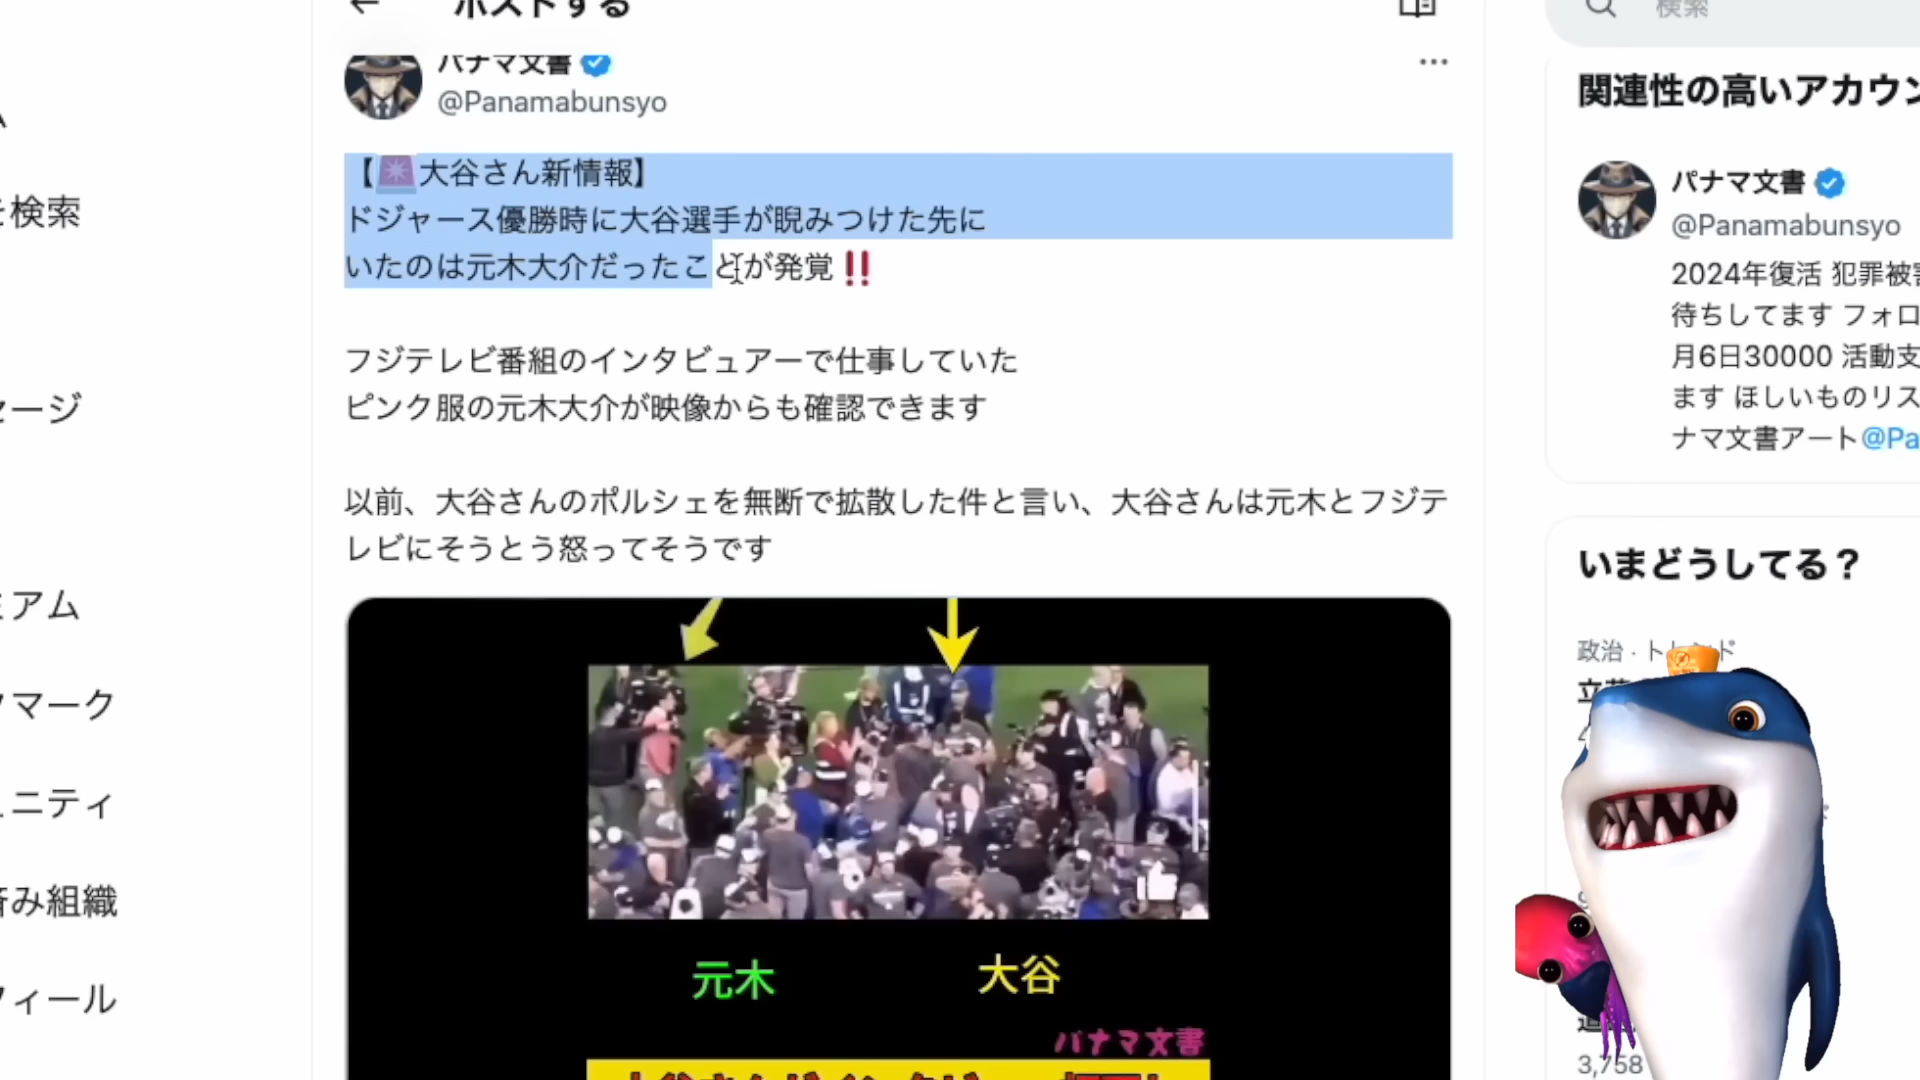 ポストする
検索
パナマ文書
@Panamabunsyo
【大谷さん新情報】
ドジャース優勝時に大谷選手が睨みつけた先に
いたのは元木大介だったことが発覚‼️
フジテレビ番組のインタビュアーで仕事していた
ピンク服の元木大介が映像からも確認できます
以前、大谷さんのポルシェを無断で拡散した件と言い、大谷さんは元木とフジテ
レビにそうとう怒ってそうです
元木
大谷
パナマ文書
を検索
セージ
ミアム
クマーク
ュニティ
済み組織
フィール
関連性の高いアカウン
パナマ文書
@Panamabunsyo
2024年復活 犯罪被害
待ちしてます フォロ
月6日30000 活動支
ます ほしいものリス
ナマ文書アート@Pa
いまどうしてる？
政治·トレンド
3,758